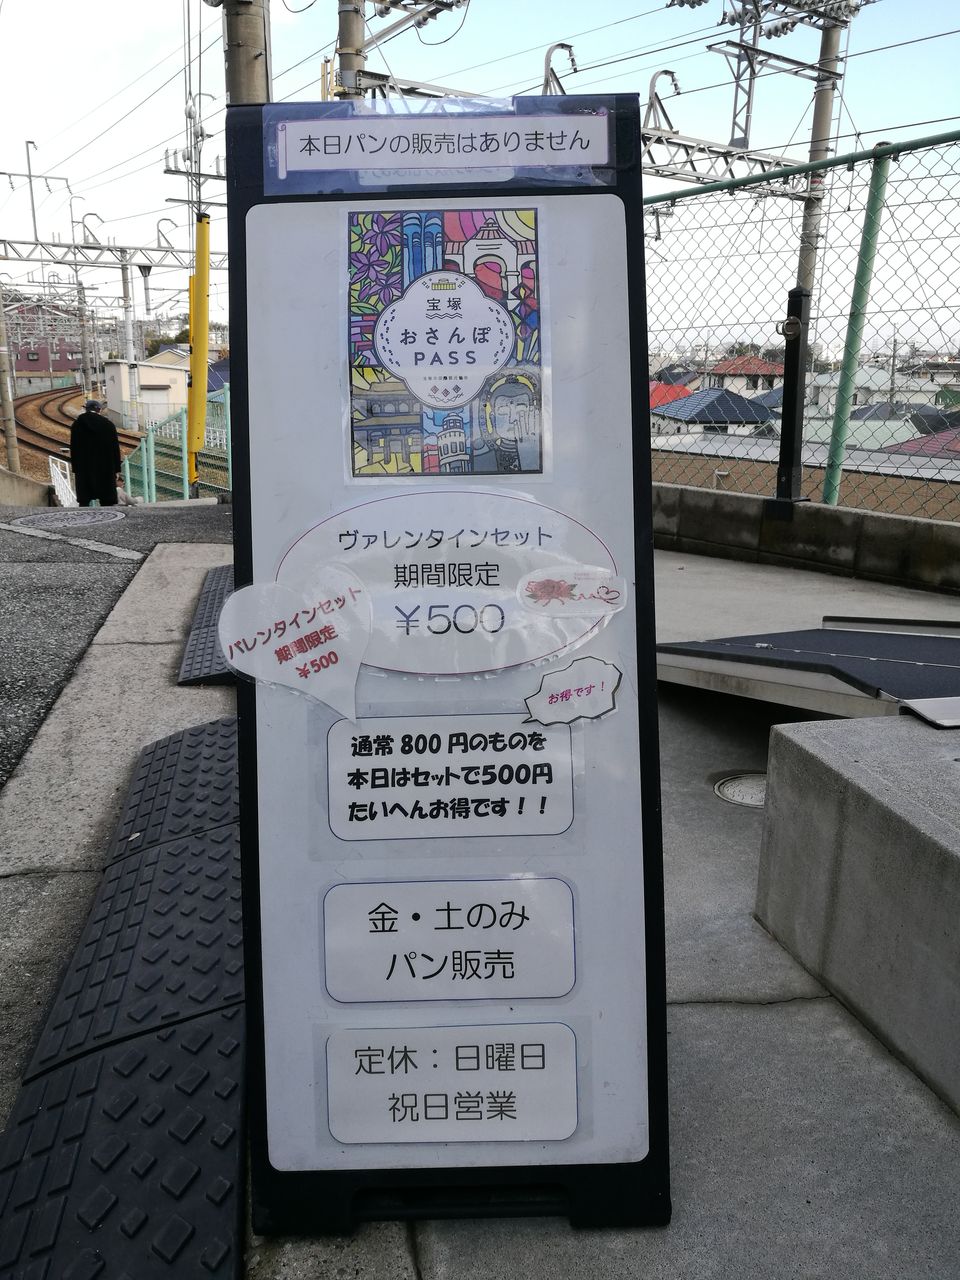 本日パンの販売はありません
宝塚
おさんぽ
PASS
ヴァレンタインセット
期間限定
¥500
バレンタインセット
期間限定
¥500
お得です！
通常800円のものを
本日はセットで500円
たいへんお得です！！
金・土のみ
パン販売
定休：日曜日
祝日営業